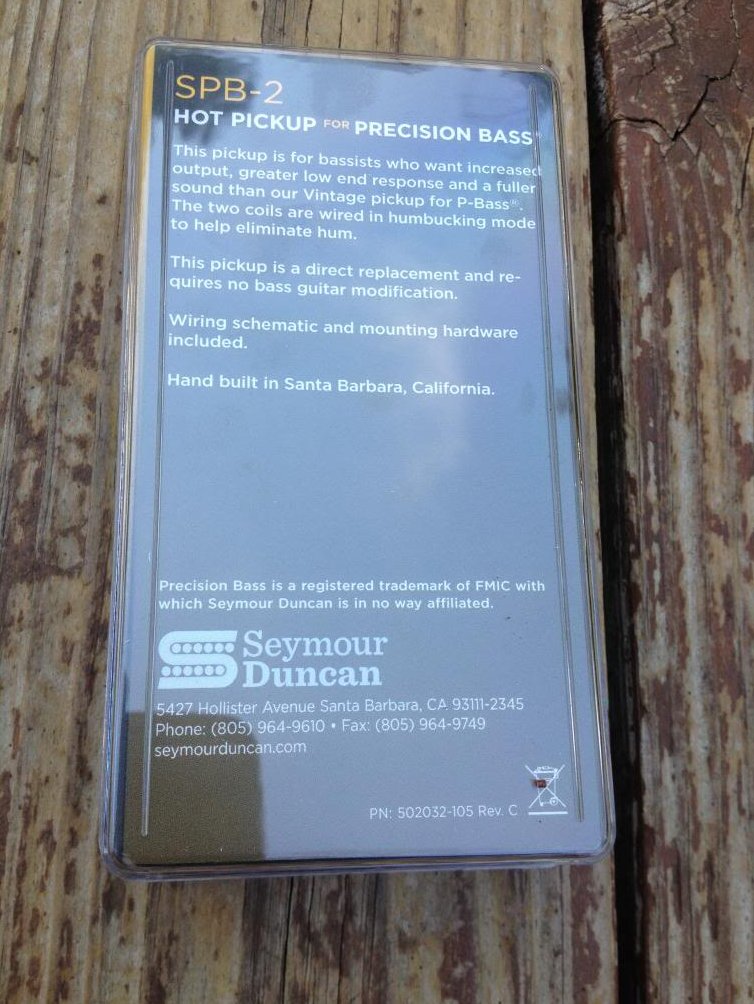 SPB-2
HOT PICKUP FOR PRECISION BASS®
This pickup is for bassists who want increased
output, greater low end response and a fuller
sound than our Vintage pickup for P-Bass®.
The two coils are wired in humbucking mode
to help eliminate hum.
This pickup is a direct replacement and re-
quires no bass guitar modification.
Wiring schematic and mounting hardware
included.
Hand built in Santa Barbara, California.
Precision Bass is a registered trademark of FMIC with
which Seymour Duncan is in no way affiliated.
Seymour
Duncan
5427 Hollister Avenue Santa Barbara, CA 93111-2345
Phone: (805) 964-9610 • Fax: (805) 964-9749
seymourduncan.com
PN: 502032-105 Rev. C